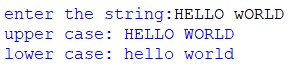 enter the string:HELLO wORLD
upper case: HELLO WORLD
lower case: hello world